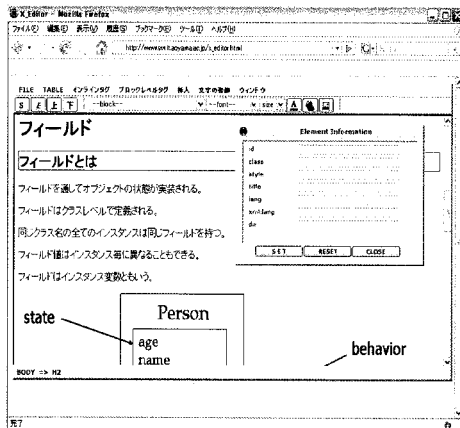 X_Editor - Mozilla Firefox
ファイル(F) 編集(E) 表示(V) 履歴(S) ブックマーク(B) ツール(T) ヘルプ(H)
FILE TABLE インラインタグ ブロックレベルタグ 挿入 文字の装飾 ウィンドウ
S E 上 下 --block-- --font-- size A
フィールド
フィールドとは
フィールドを通してオブジェクトの状態が実装される。
フィールドはクラスレベルで定義される。
同じクラス名の全てのインスタンスは同じフィールドを持つ。
フィールド値はインスタンス毎に異なることもできる。
フィールドはインスタンス変数ともいう。
Element Information
id
class
style
title
lang
xml:lang
dir
SET RESET CLOSE
Person
state
age
name
behavior
BODY => H2
完了